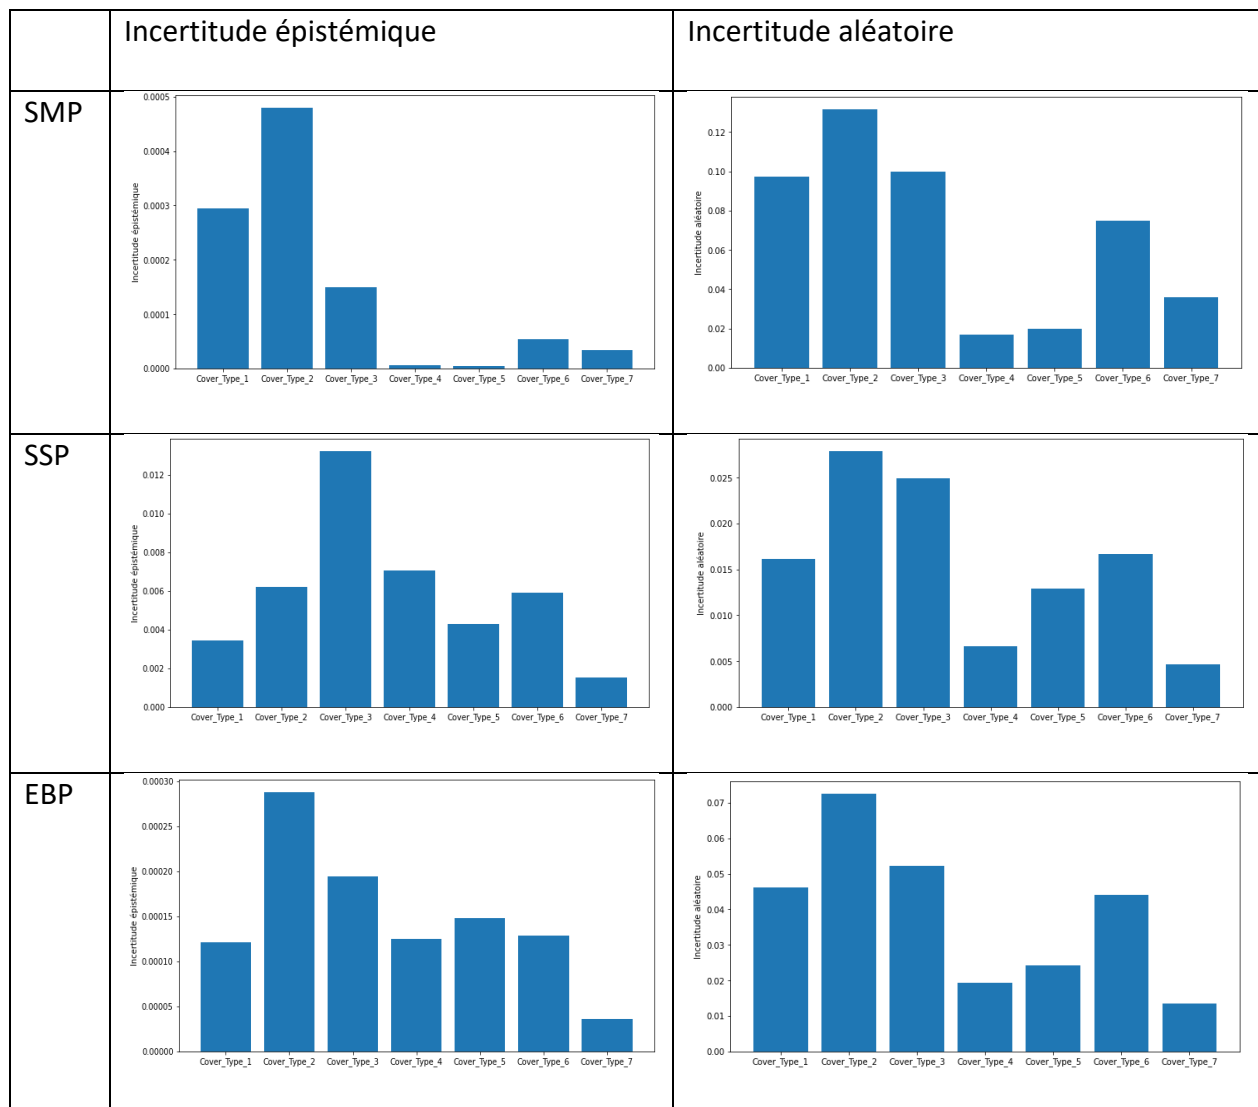 Incertitude épistémique
Incertitude aléatoire
SMP
0.0005
0.0004
0.0003
0.0002
0.0001
0.0000
Incertitude épistémique
Cover_Type_1 Cover_Type_2 Cover_Type_3 Cover_Type_4 Cover_Type_5 Cover_Type_6 Cover_Type_7
0.12
0.10
0.08
0.06
0.04
0.02
0.00
Incertitude aléatoire
Cover_Type_1 Cover_Type_2 Cover_Type_3 Cover_Type_4 Cover_Type_5 Cover_Type_6 Cover_Type_7
SSP
0.012
0.010
0.008
0.006
0.004
0.002
0.000
Incertitude épistémique
Cover_Type_1 Cover_Type_2 Cover_Type_3 Cover_Type_4 Cover_Type_5 Cover_Type_6 Cover_Type_7
0.025
0.020
0.015
0.010
0.005
0.000
Incertitude aléatoire
Cover_Type_1 Cover_Type_2 Cover_Type_3 Cover_Type_4 Cover_Type_5 Cover_Type_6 Cover_Type_7
EBP
0.00030
0.00025
0.00020
0.00015
0.00010
0.00005
0.00000
Incertitude épistémique
Cover_Type_1 Cover_Type_2 Cover_Type_3 Cover_Type_4 Cover_Type_5 Cover_Type_6 Cover_Type_7
0.07
0.06
0.05
0.04
0.03
0.02
0.01
0.00
Incertitude aléatoire
Cover_Type_1 Cover_Type_2 Cover_Type_3 Cover_Type_4 Cover_Type_5 Cover_Type_6 Cover_Type_7